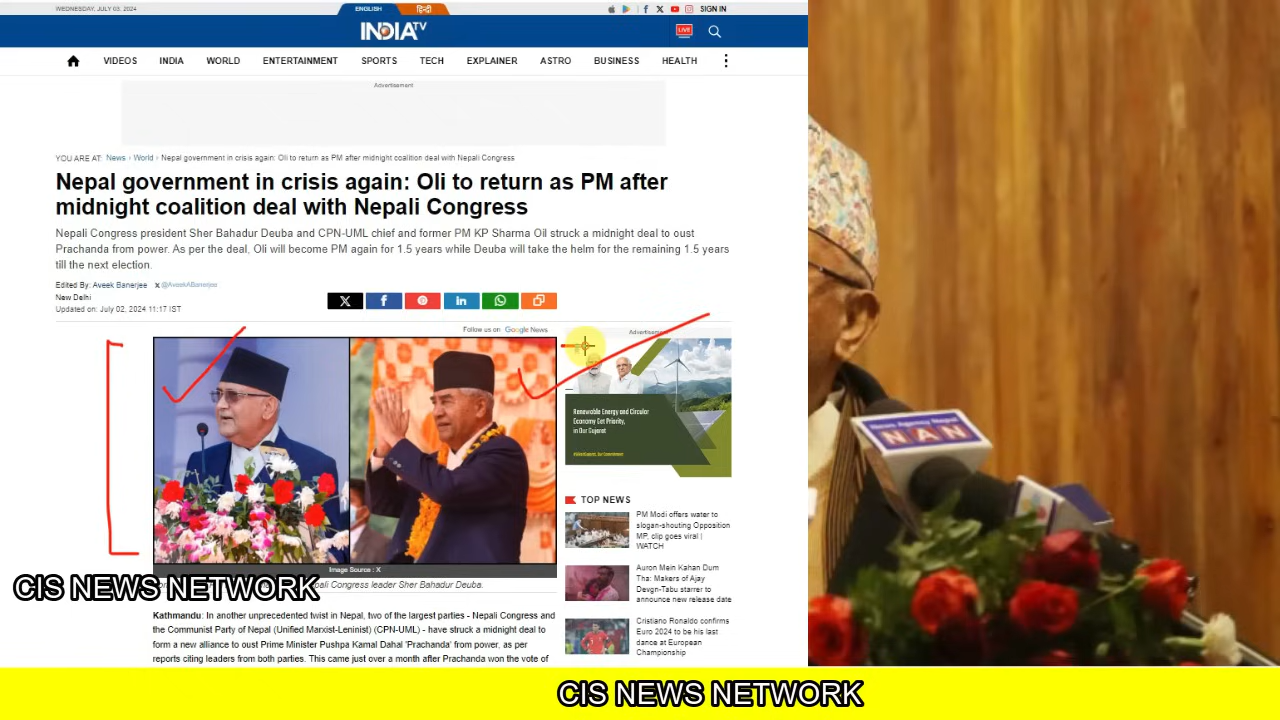 WEDNESDAY, JULY 03, 2024
ENGLISH
हिन्दी
SIGN IN
INDIA TV
LIVE
VIDEOS INDIA WORLD ENTERTAINMENT SPORTS TECH EXPLAINER ASTRO BUSINESS HEALTH
Advertisement
YOU ARE AT: News › World › Nepal government in crisis again: Oli to return as PM after midnight coalition deal with Nepali Congress
Nepal government in crisis again: Oli to return as PM after
midnight coalition deal with Nepali Congress
Nepali Congress president Sher Bahadur Deuba and CPN-UML chief and former PM KP Sharma Oil struck a midnight deal to oust
Prachanda from power. As per the deal, Oli will become PM again for 1.5 years while Deuba will take the helm for the remaining 1.5 years
till the next election.
Edited By: Aveek Banerjee @AveekABanerjee
New Delhi
Updated on: July 02, 2024 11:17 IST
Follow us on Google News
Image Source : X
Nepali Congress leader Sher Bahadur Deuba.
CIS NEWS NETWORK
Kathmandu: In another unprecedented twist in Nepal, two of the largest parties - Nepali Congress and
the Communist Party of Nepal (Unified Marxist-Leninist) (CPN-UML) - have struck a midnight deal to
form a new alliance to oust Prime Minister Pushpa Kamal Dahal 'Prachanda' from power, as per
reports citing leaders from both parties. This came just over a month after Prachanda won the vote of
Advertisement
Renewable Energy and Circular
Economy Get Priority,
in Our Gujarat
TOP NEWS
PM Modi offers water to
slogan-shouting Opposition
MP, clip goes viral |
WATCH
Auron Mein Kahan Dum
Tha: Makers of Ajay
Devgn-Tabu starrer to
announce new release date
Cristiano Ronaldo confirms
Euro 2024 to be his last
dance at European
Championship
News Agency Nepal
NAN
CIS NEWS NETWORK